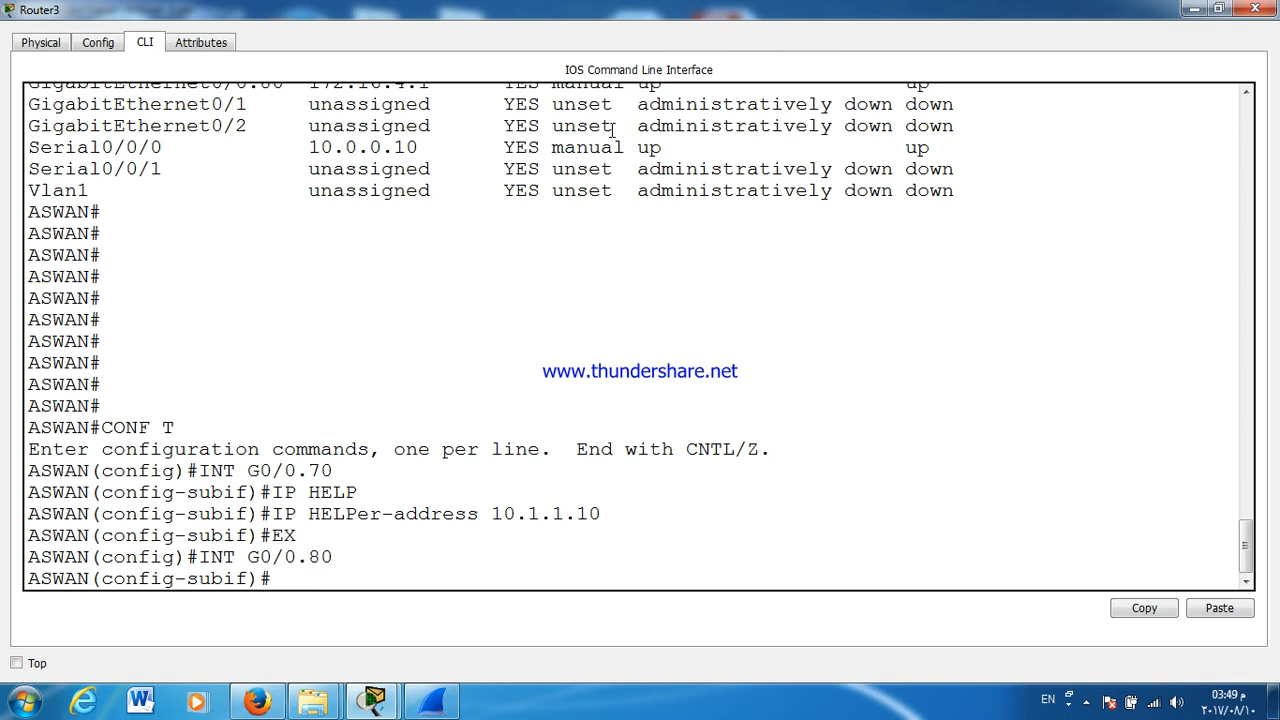 Router3
Physical
Config
CLI
Attributes
IOS Command Line Interface
GigabitEthernet0/0.80 172.16.4.1 YES manual up up
GigabitEthernet0/1 unassigned YES unset administratively down down
GigabitEthernet0/2 unassigned YES unset administratively down down
Serial0/0/0 10.0.0.10 YES manual up up
Serial0/0/1 unassigned YES unset administratively down down
Vlan1 unassigned YES unset administratively down down
ASWAN#
ASWAN#
ASWAN#
ASWAN#
ASWAN#
ASWAN#
ASWAN#
ASWAN#
www.thundershare.net
ASWAN#
ASWAN#
ASWAN#CONF T
Enter configuration commands, one per line. End with CNTL/Z.
ASWAN(config)#INT G0/0.70
ASWAN(config-subif)#IP HELP
ASWAN(config-subif)#IP HELPer-address 10.1.1.10
ASWAN(config-subif)#EX
ASWAN(config)#INT G0/0.80
ASWAN(config-subif)#
Copy
Paste
Top
EN
03:49 م
٢٠١٧/٠٨/١٠